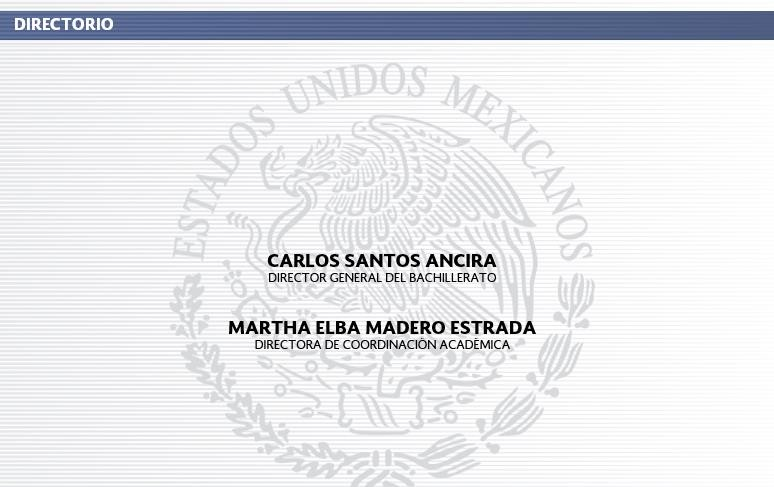 DIRECTORIO
ESTADOS UNIDOS MEXICANOS
CARLOS SANTOS ANCIRA
DIRECTOR GENERAL DEL BACHILLERATO
MARTHA ELBA MADERO ESTRADA
DIRECTORA DE COORDINACIÓN ACADÉMICA